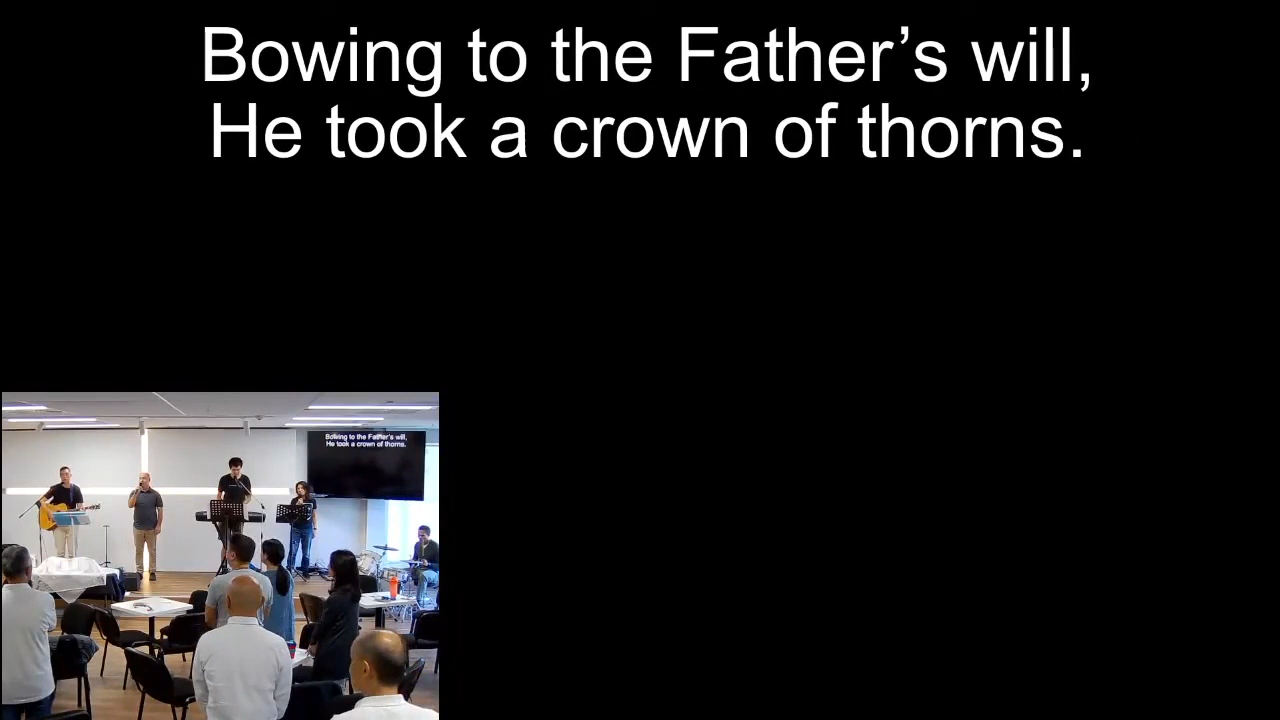 Bowing to the Father’s will,
He took a crown of thorns.
Bowing to the Father's will,
He took a crown of thorns.